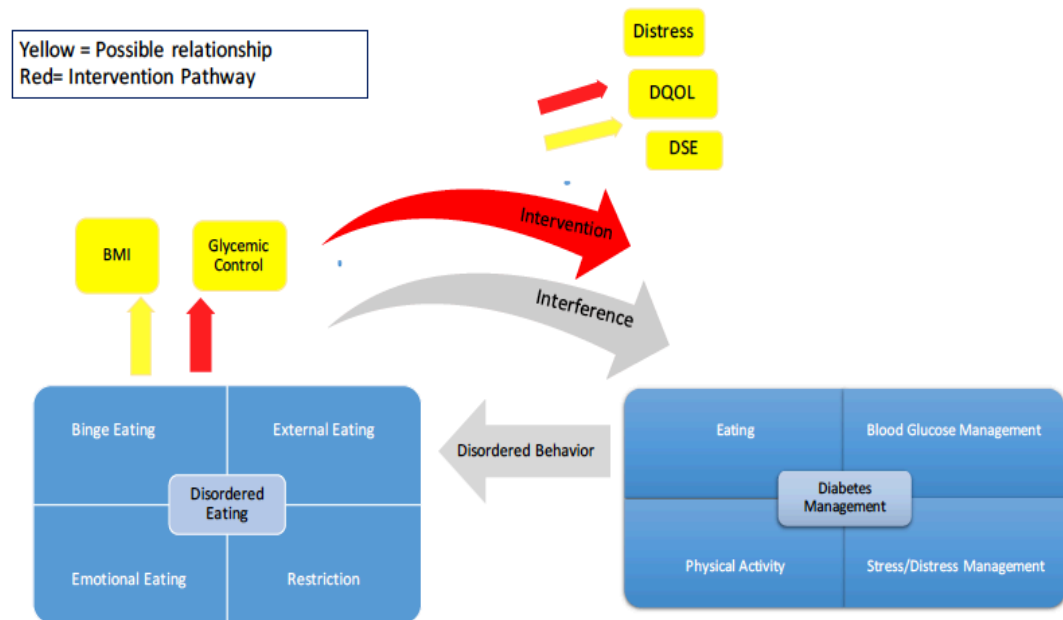 Yellow = Possible relationship
Red= Intervention Pathway
Distress
DQOL
DSE
BMI
Glycemic
Control
Intervention
Interference
Binge Eating
External Eating
Disordered
Eating
Emotional Eating
Restriction
Disordered Behavior
Eating
Blood Glucose Management
Diabetes
Management
Physical Activity
Stress/Distress Management